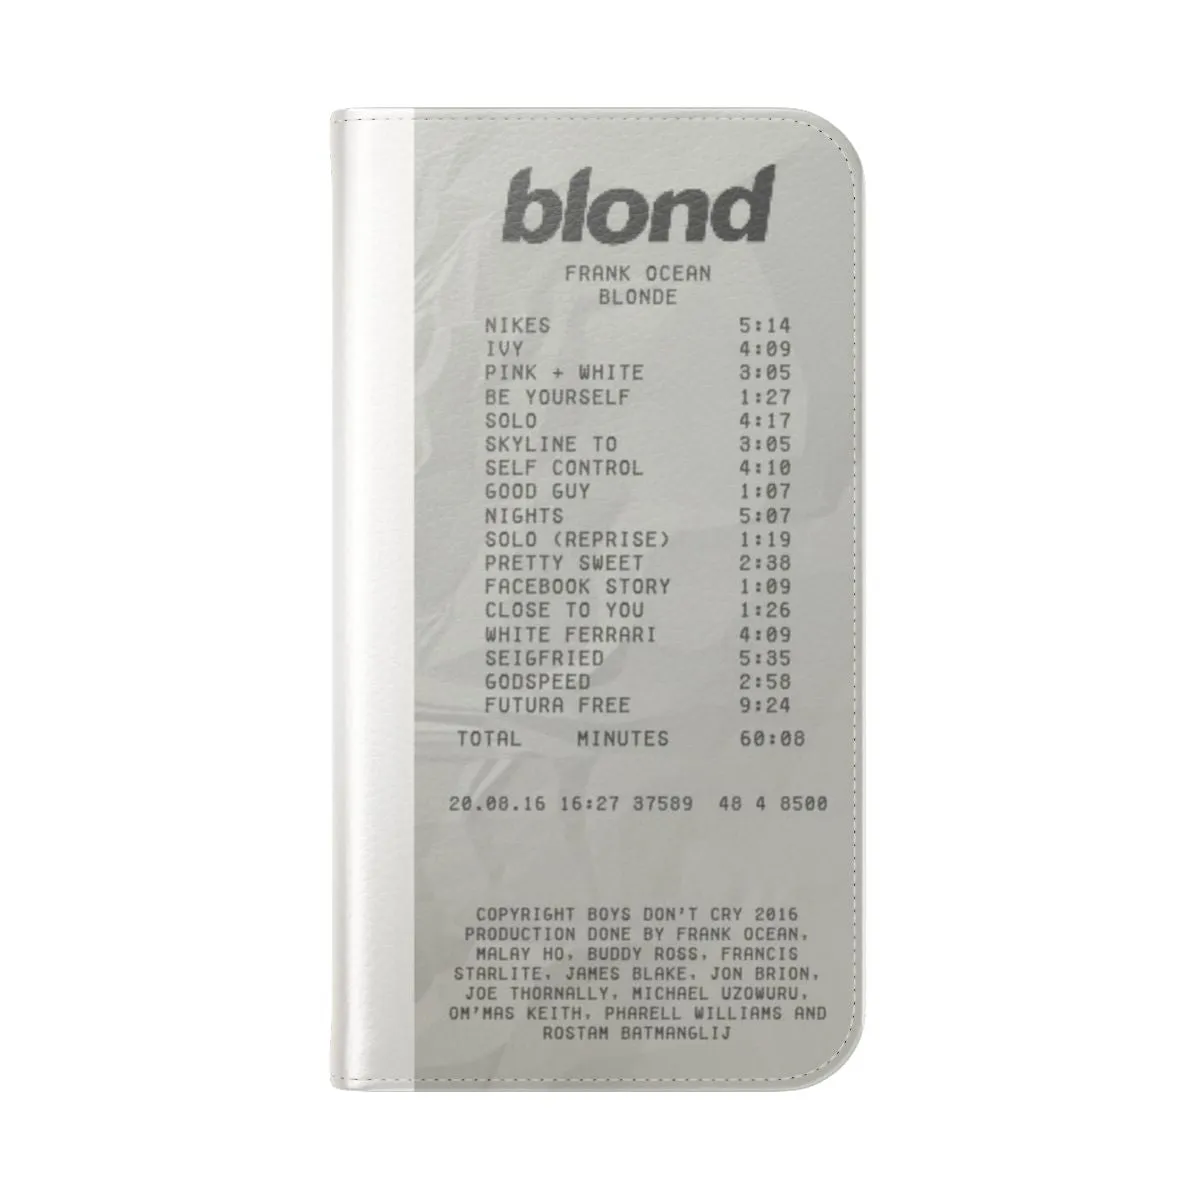 blond
FRANK OCEAN
BLONDE
NIKES 5:14
IVY 4:09
PINK + WHITE 3:05
BE YOURSELF 1:27
SOLO 4:17
SKYLINE TO 3:05
SELF CONTROL 4:10
GOOD GUY 1:07
NIGHTS 5:07
SOLO (REPRISE) 1:19
PRETTY SWEET 2:38
FACEBOOK STORY 1:09
CLOSE TO YOU 1:26
WHITE FERRARI 4:09
SEIGFRIED 5:35
GODSPEED 2:58
FUTURA FREE 9:24
TOTAL MINUTES 60:08
20.08.16 16:27 37589 48 4 8500
COPYRIGHT BOYS DON'T CRY 2016
PRODUCTION DONE BY FRANK OCEAN,
MALAY HO, BUDDY ROSS, FRANCIS
STARLITE, JAMES BLAKE, JON BRION,
JOE THORNALLY, MICHAEL UZOWURU,
OM'MAS KEITH, PHARELL WILLIAMS AND
ROSTAM BATMANGLIJ